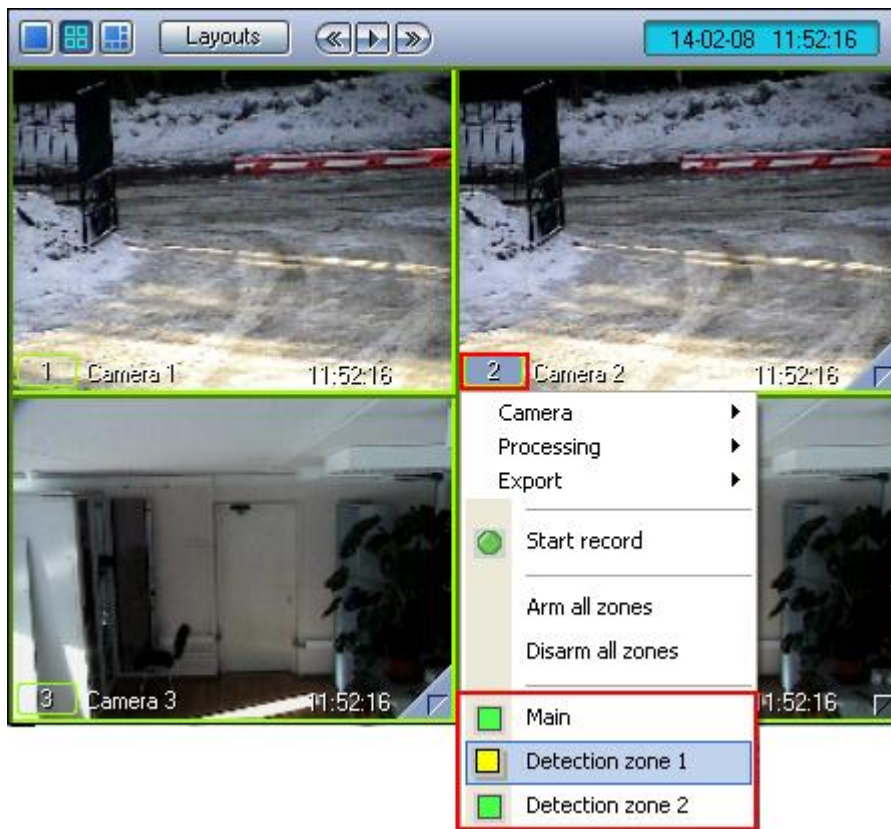 Layouts
14-02-08 11:52:16
1 Camera 1 11:52:16
2 Camera 2 11:52:16
Camera
Processing
Export
Start record
Arm all zones
Disarm all zones
3 Camera 3 11:52:16
11:52:16
Main
Detection zone 1
Detection zone 2